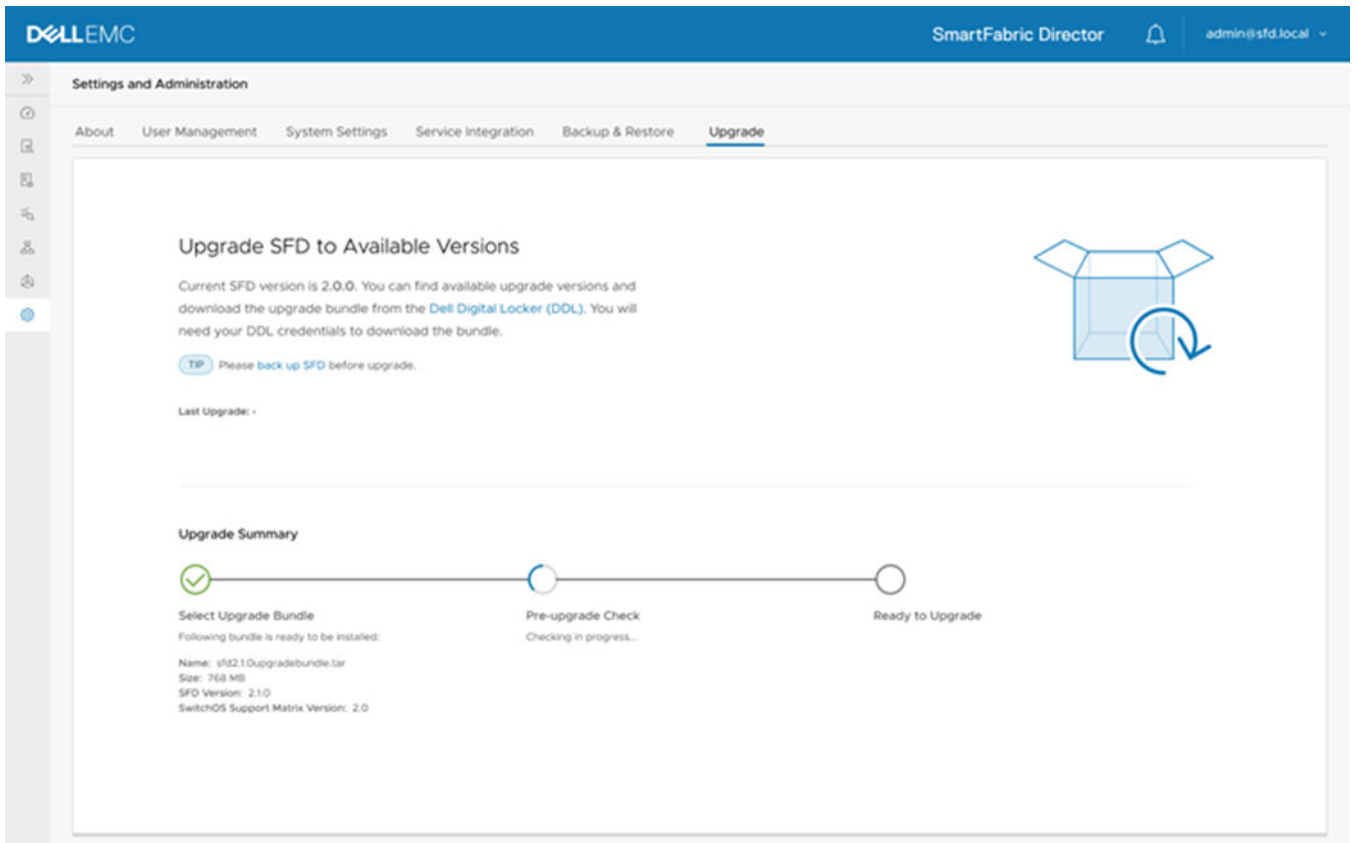 DELLEMC
SmartFabric Director
admin@sfd.local
Settings and Administration
About User Management System Settings Service Integration Backup & Restore Upgrade
Upgrade SFD to Available Versions
Current SFD version is 2.0.0. You can find available upgrade versions and
download the upgrade bundle from the Dell Digital Locker (DDL). You will
need your DDL credentials to download the bundle.
TIP Please back up SFD before upgrade.
Last Upgrade: -
Upgrade Summary
Select Upgrade Bundle
Following bundle is ready to be installed:
Name: sfd2.1.0upgradebundle.tar
Size: 768 MB
SFD Version: 2.1.0
SwitchOS Support Matrix Version: 2.0
Pre-upgrade Check
Checking in progress...
Ready to Upgrade